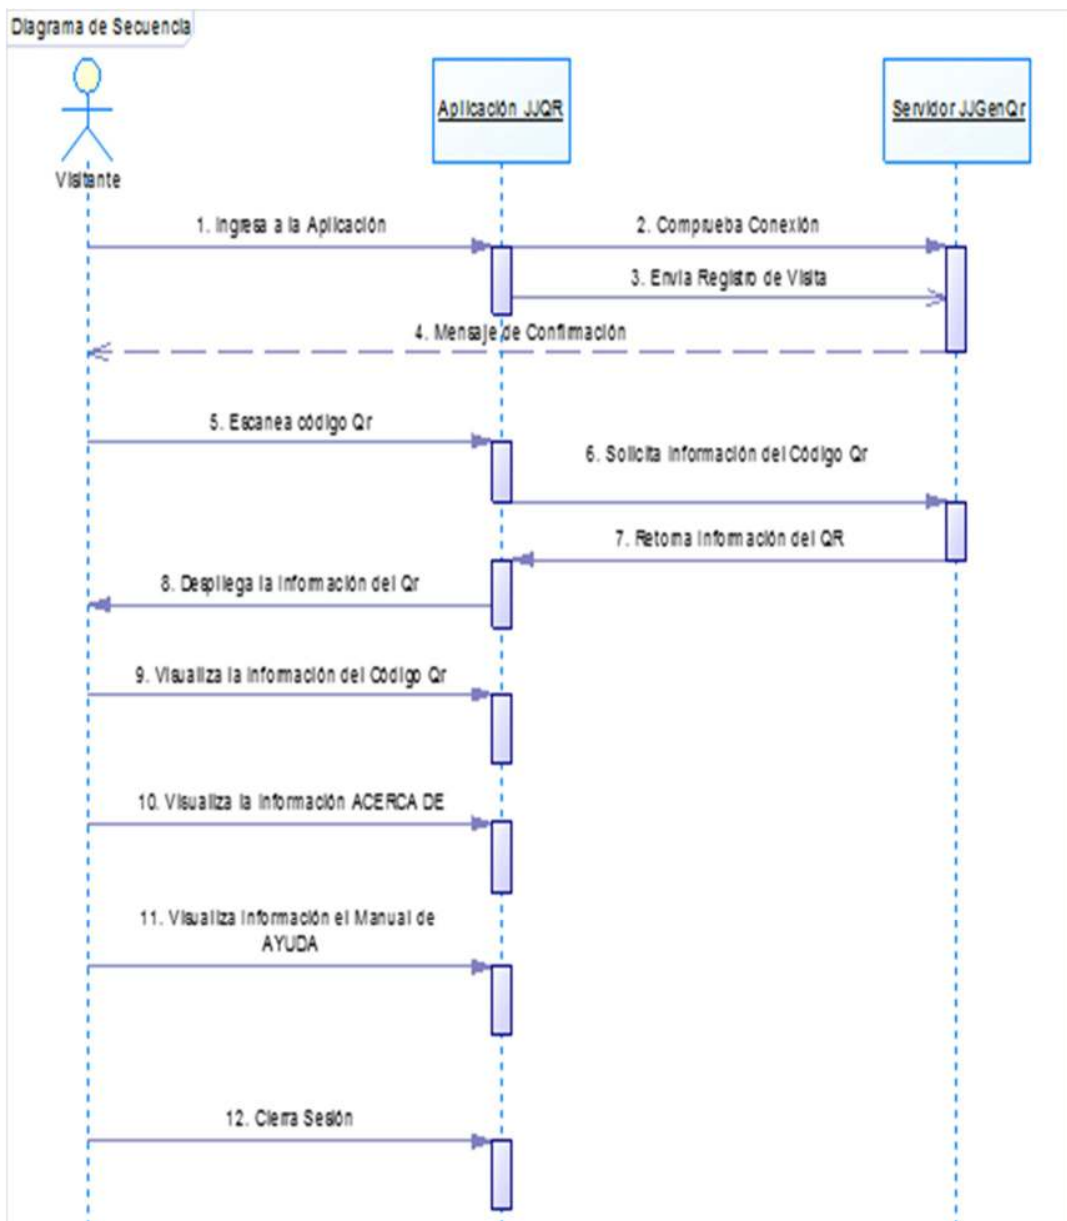 Diagrama de Secuencia
Aplicación JJQR
Servidor JJGenQr
Visitante
1. Ingresa a la Aplicación
2. Comprueba Conexión
3. Envia Registro de Visita
4. Mensaje de Confirmación
5. Escanea código Qr
6. Solicita Información del Código Qr
7. Retorna Información del QR
8. Despliega la Información del Qr
9. Visualiza la Información del Código Qr
10. Visualiza la Información ACERCA DE
11. Visualiza Información el Manual de
AYUDA
12. Cierra Sesión